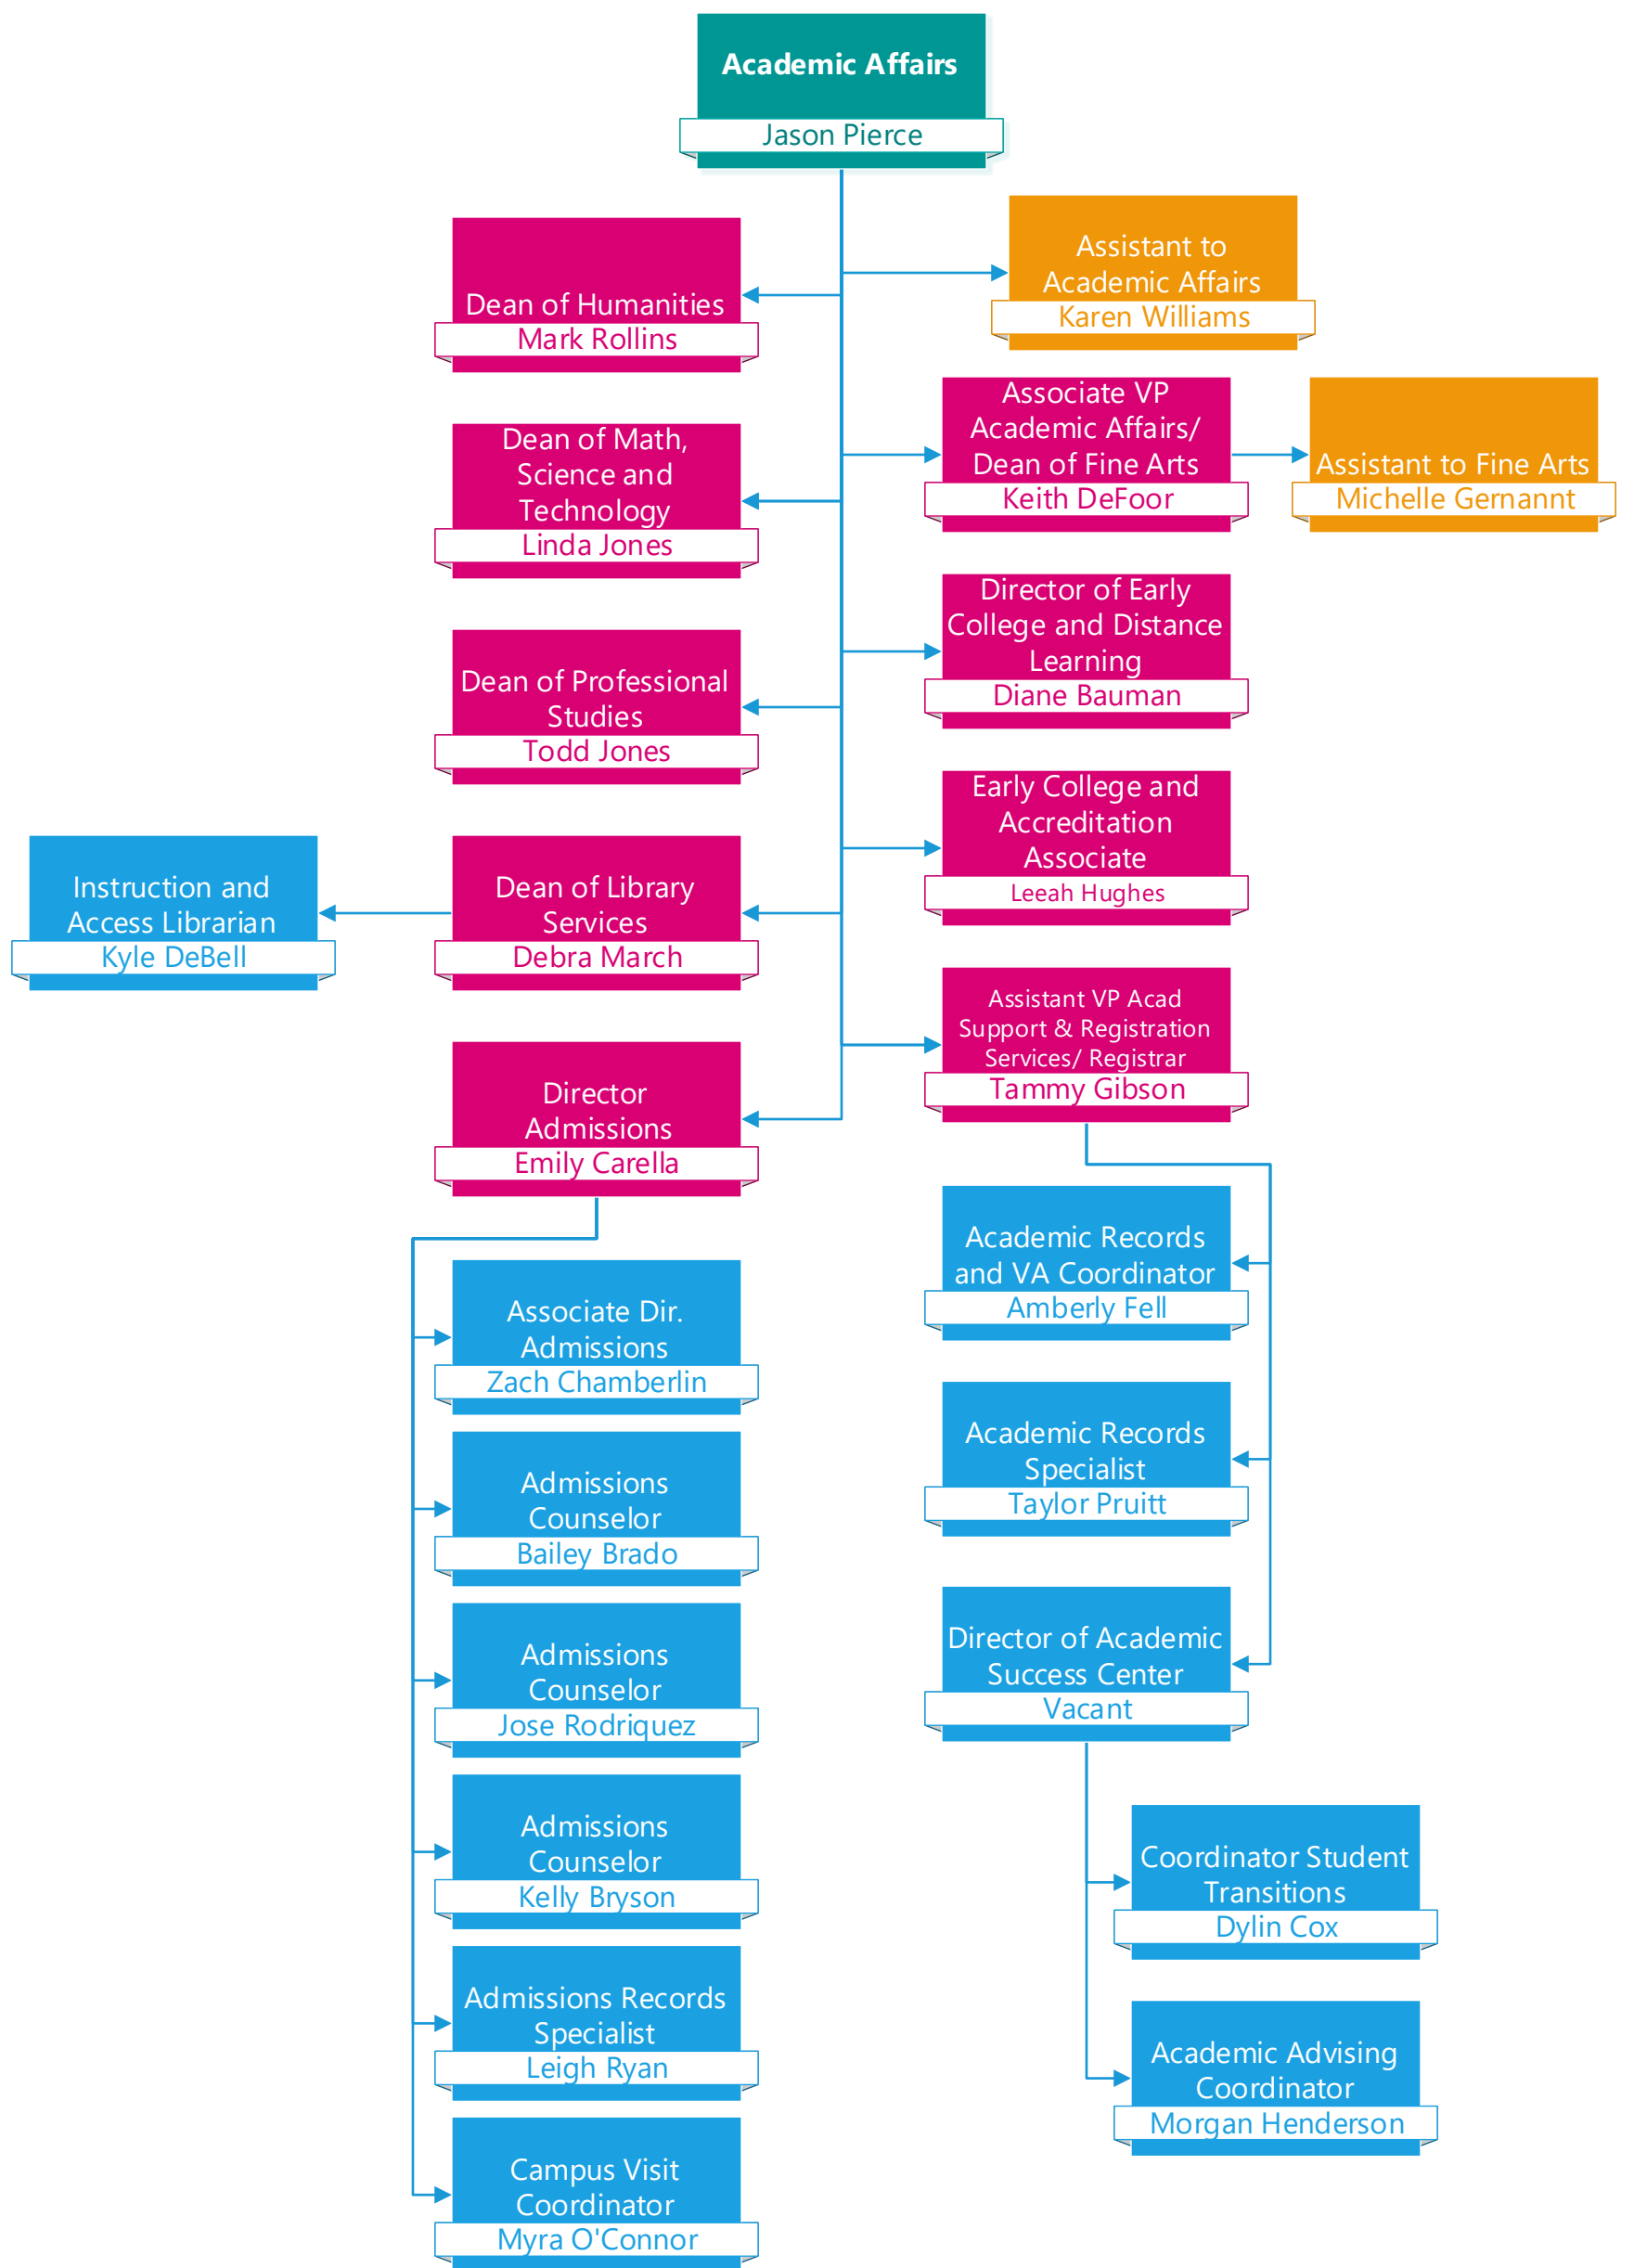 Academic Affairs
Jason Pierce
Assistant to
Academic Affairs
Karen Williams
Dean of Humanities
Mark Rollins
Associate VP
Academic Affairs/
Dean of Fine Arts
Keith DeFoor
Assistant to Fine Arts
Michelle Gernannt
Dean of Math,
Science and
Technology
Linda Jones
Director of Early
College and Distance
Learning
Diane Bauman
Dean of Professional
Studies
Todd Jones
Early College and
Accreditation
Associate
Leeah Hughes
Instruction and
Access Librarian
Kyle DeBell
Dean of Library
Services
Debra March
Assistant VP Acad
Support & Registration
Services/ Registrar
Tammy Gibson
Director
Admissions
Emily Carella
Academic Records
and VA Coordinator
Amberly Fell
Associate Dir.
Admissions
Zach Chamberlin
Academic Records
Specialist
Taylor Pruitt
Admissions
Counselor
Bailey Brado
Director of Academic
Success Center
Vacant
Admissions
Counselor
Jose Rodriquez
Admissions
Counselor
Kelly Bryson
Coordinator Student
Transitions
Dylin Cox
Admissions Records
Specialist
Leigh Ryan
Academic Advising
Coordinator
Morgan Henderson
Campus Visit
Coordinator
Myra O'Connor